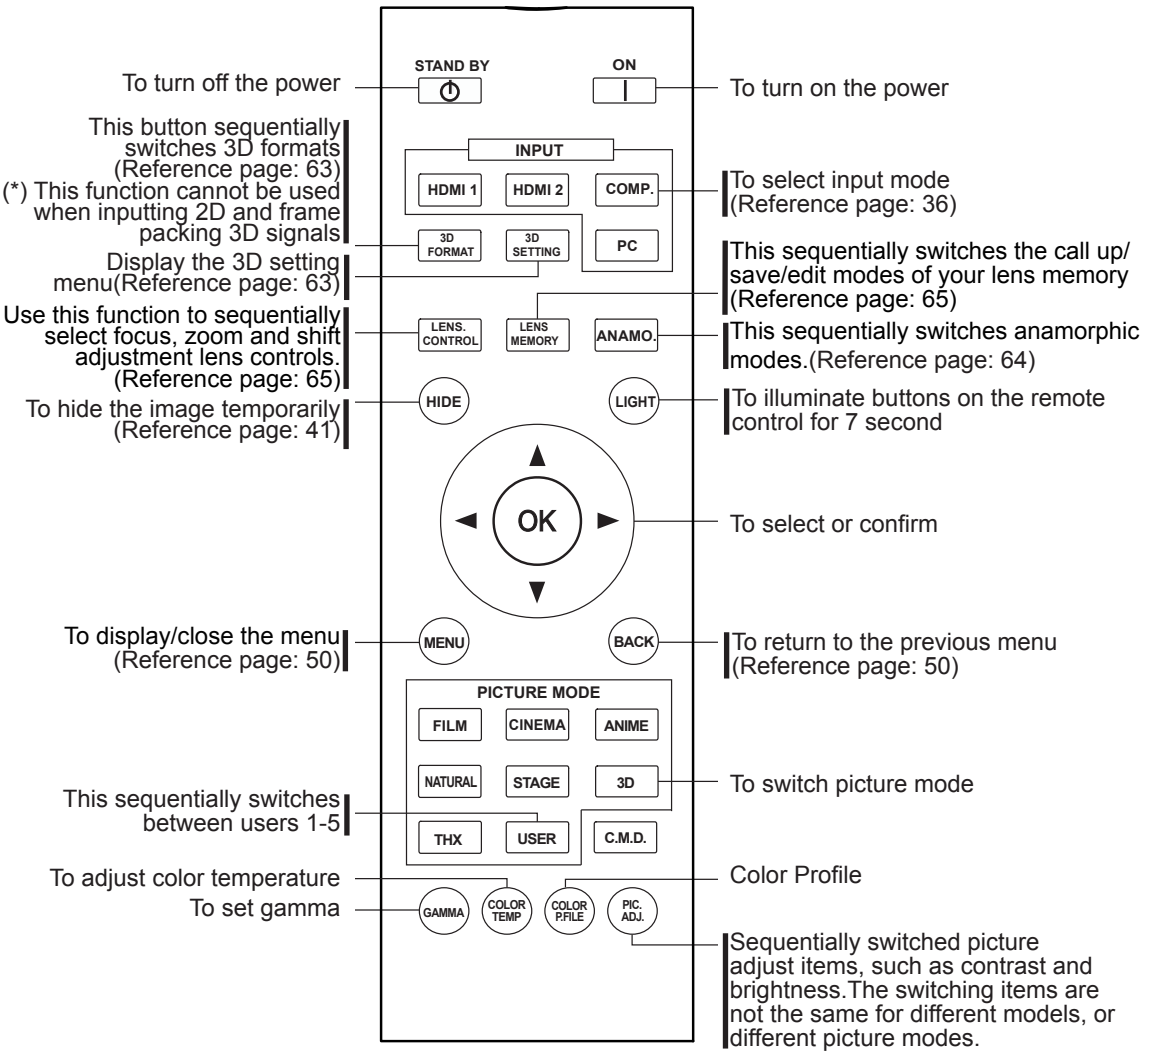 STAND BY
ON
To turn off the power
To turn on the power
This button sequentially
switches 3D formats
(Reference page: 63)
(*) This function cannot be used
when inputting 2D and frame
packing 3D signals
INPUT
HDMI 1
HDMI 2
COMP.
To select input mode
(Reference page: 36)
3D
FORMAT
3D
SETTING
PC
Display the 3D setting
menu(Reference page: 63)
This sequentially switches the call up/
save/edit modes of your lens memory
(Reference page: 65)
Use this function to sequentially
select focus, zoom and shift
adjustment lens controls.
(Reference page: 65)
LENS.
CONTROL
LENS
MEMORY
ANAMO.
This sequentially switches anamorphic
modes.(Reference page: 64)
To hide the image temporarily
(Reference page: 41)
HIDE
LIGHT
To illuminate buttons on the remote
control for 7 second
OK
To select or confirm
To display/close the menu
(Reference page: 50)
MENU
BACK
To return to the previous menu
(Reference page: 50)
PICTURE MODE
FILM
CINEMA
ANIME
NATURAL
STAGE
3D
To switch picture mode
This sequentially switches
between users 1-5
THX
USER
C.M.D.
To adjust color temperature
To set gamma
Color Profile
GAMMA
COLOR
TEMP
COLOR
P.FILE
PIC.
ADJ.
Sequentially switched picture
adjust items, such as contrast and
brightness.The switching items are
not the same for different models, or
different picture modes.